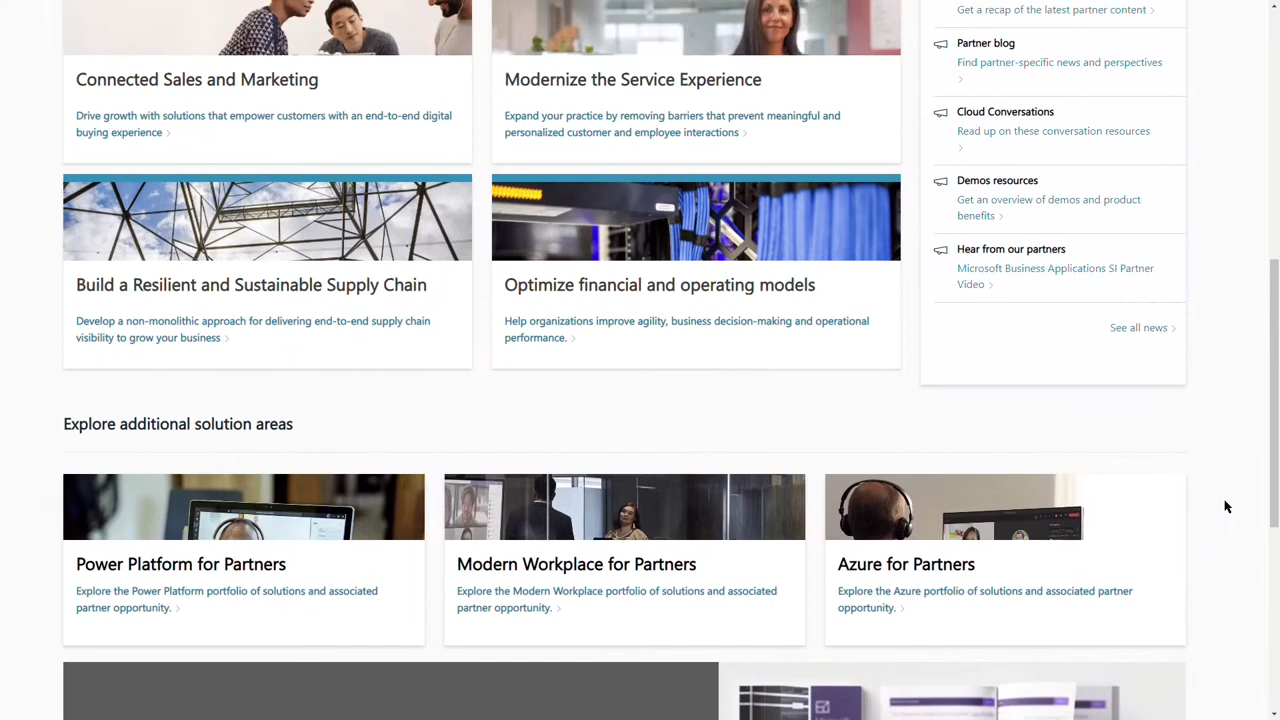 Connected Sales and Marketing
Drive growth with solutions that empower customers with an end-to-end digital
buying experience
Modernize the Service Experience
Expand your practice by removing barriers that prevent meaningful and
personalized customer and employee interactions
Build a Resilient and Sustainable Supply Chain
Develop a non-monolithic approach for delivering end-to-end supply chain
visibility to grow your business
Optimize financial and operating models
Help organizations improve agility, business decision-making and operational
performance.
Get a recap of the latest partner content
Partner blog
Find partner-specific news and perspectives
Cloud Conversations
Read up on these conversation resources
Demos resources
Get an overview of demos and product
benefits
Hear from our partners
Microsoft Business Applications SI Partner
Video
See all news
Explore additional solution areas
Power Platform for Partners
Explore the Power Platform portfolio of solutions and associated
partner opportunity.
Modern Workplace for Partners
Explore the Modern Workplace portfolio of solutions and associated
partner opportunity.
Azure for Partners
Explore the Azure portfolio of solutions and associated partner
opportunity.